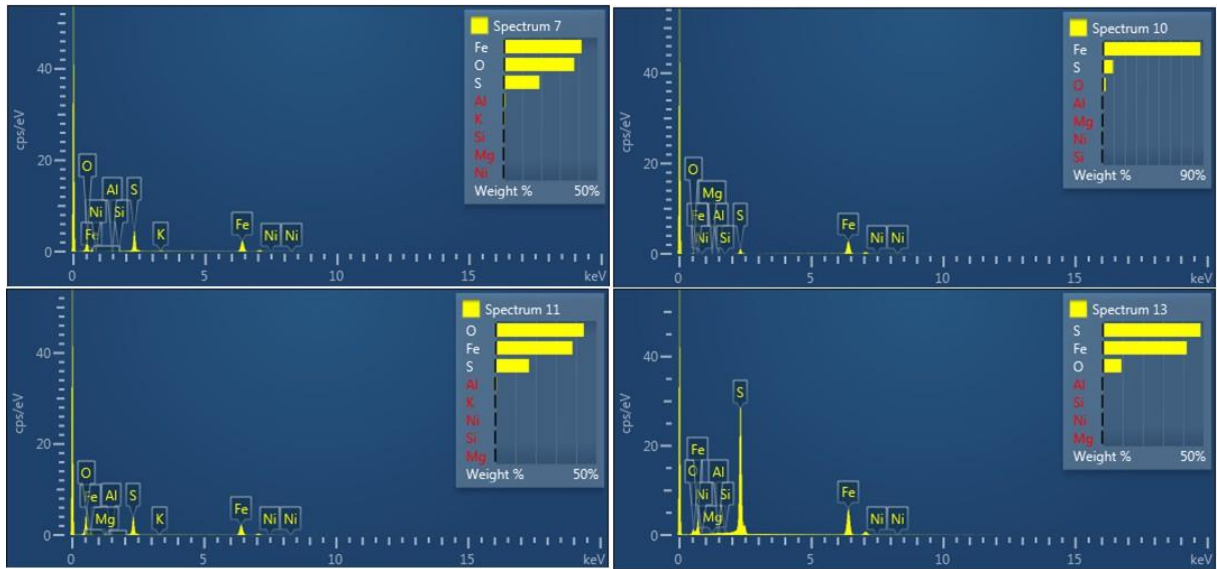 Spectrum 7
Fe
O
S
Al
K
Si
Mg
Ni
Weight % 50%
cps/eV
40
20
0
O Al S
Ni Si
Fe K Fe Ni Ni
0 5 10 15 keV
Spectrum 10
Fe
S
O
Al
Mg
Ni
Si
Weight % 90%
cps/eV
40
20
0
O
Mg
Fe Al S
Ni Si Fe Ni Ni
0 5 10 15 keV
Spectrum 11
O
Fe
S
Al
K
Ni
Si
Mg
Weight % 50%
cps/eV
40
20
0
O
Fe Al S
Mg K Fe Ni Ni
0 5 10 15 keV
Spectrum 13
S
Fe
O
Al
Si
Ni
Mg
Weight % 50%
cps/eV
40
20
0
S
Fe
O Al
Ni Si Fe
Mg Ni Ni
0 5 10 15 keV